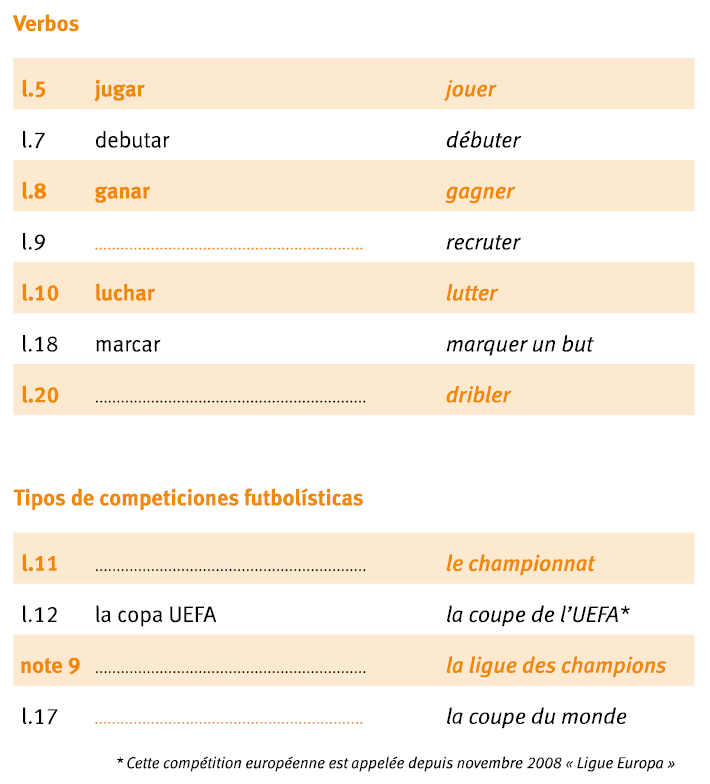 Verbos
l.5 jugar jouer
l.7 debutar débuter
l.8 ganar gagner
l.9 ............................................................... recruter
l.10 luchar lutter
l.18 marcar marquer un but
l.20 ............................................................... dribler
Tipos de competiciones futbolísticas
l.11 ............................................................... le championnat
l.12 la copa UEFA la coupe de l’UEFA*
note 9 ............................................................... la ligue des champions
l.17 ............................................................... la coupe du monde
* Cette compétition européenne est appelée depuis novembre 2008 « Ligue Europa »